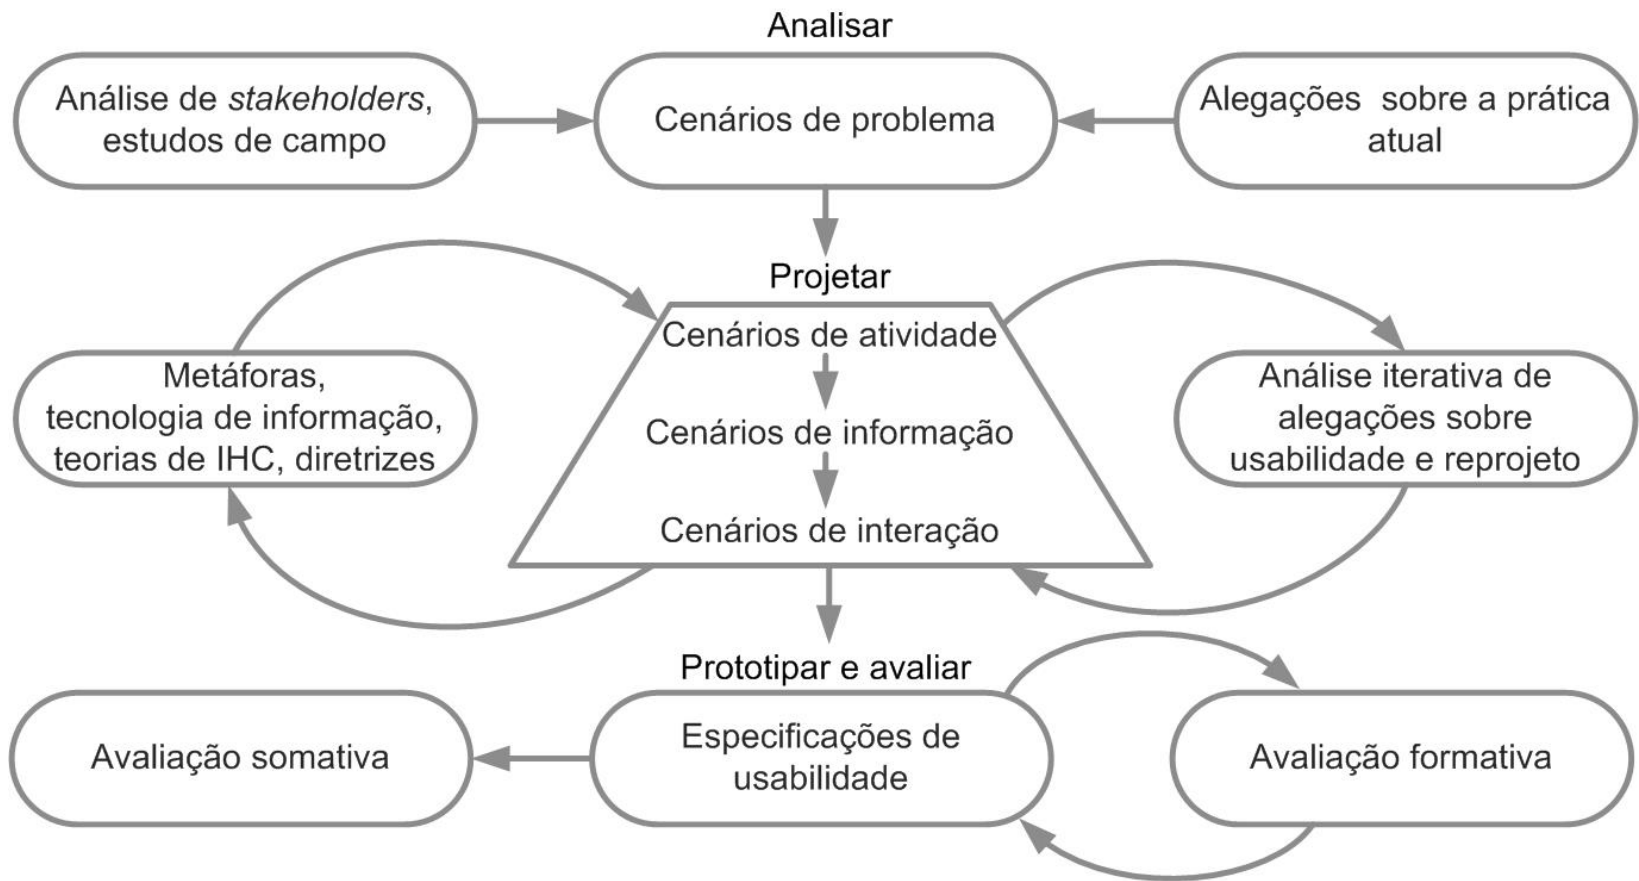 Analisar
Análise de stakeholders,
estudos de campo
Cenários de problema
Alegações sobre a prática
atual
Projetar
Metáforas,
tecnologia de informação,
teorias de IHC, diretrizes
Cenários de atividade
Cenários de informação
Cenários de interação
Análise iterativa de
alegações sobre
usabilidade e reprojeto
Prototipar e avaliar
Avaliação somativa
Especificações de
usabilidade
Avaliação formativa